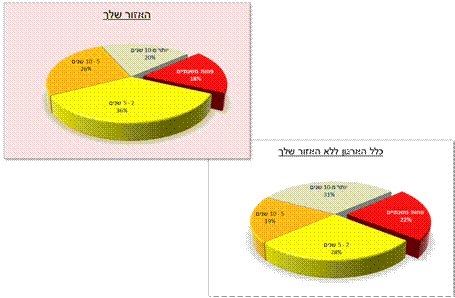 האזור שלך
יותר מ 10 שנים
20%
פחות משנתיים
18%
2 - 5 שנים
36%
5 - 10 שנים
26%
כלל הארגון ללא האזור שלך
יותר מ 10 שנים
31%
פחות משנתיים
22%
2 - 5 שנים
28%
5 - 10 שנים
19%